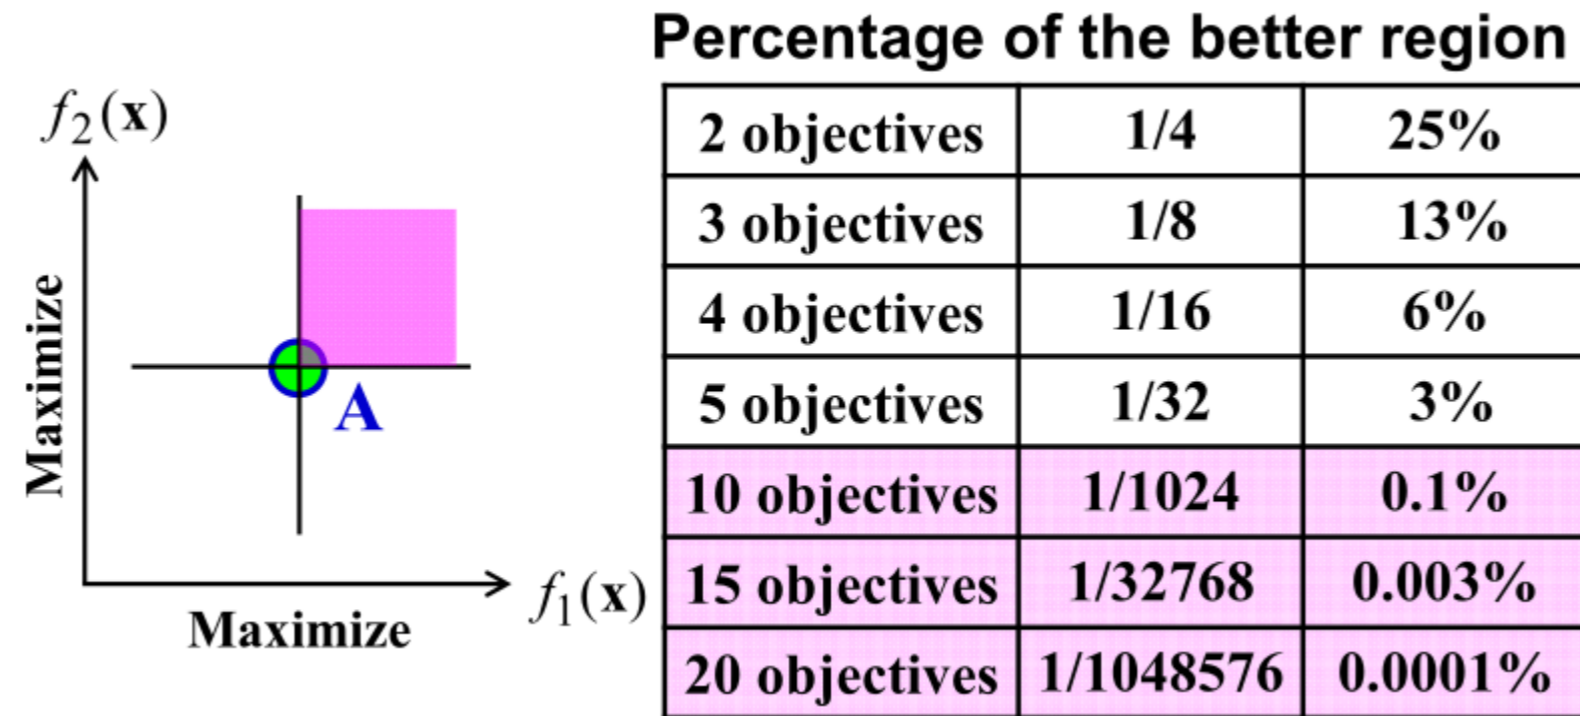 Percentage of the better region
f₂(x)
Maximize
A
f₁(x)
Maximize
2 objectives 1/4 25%
3 objectives 1/8 13%
4 objectives 1/16 6%
5 objectives 1/32 3%
10 objectives 1/1024 0.1%
15 objectives 1/32768 0.003%
20 objectives 1/1048576 0.0001%